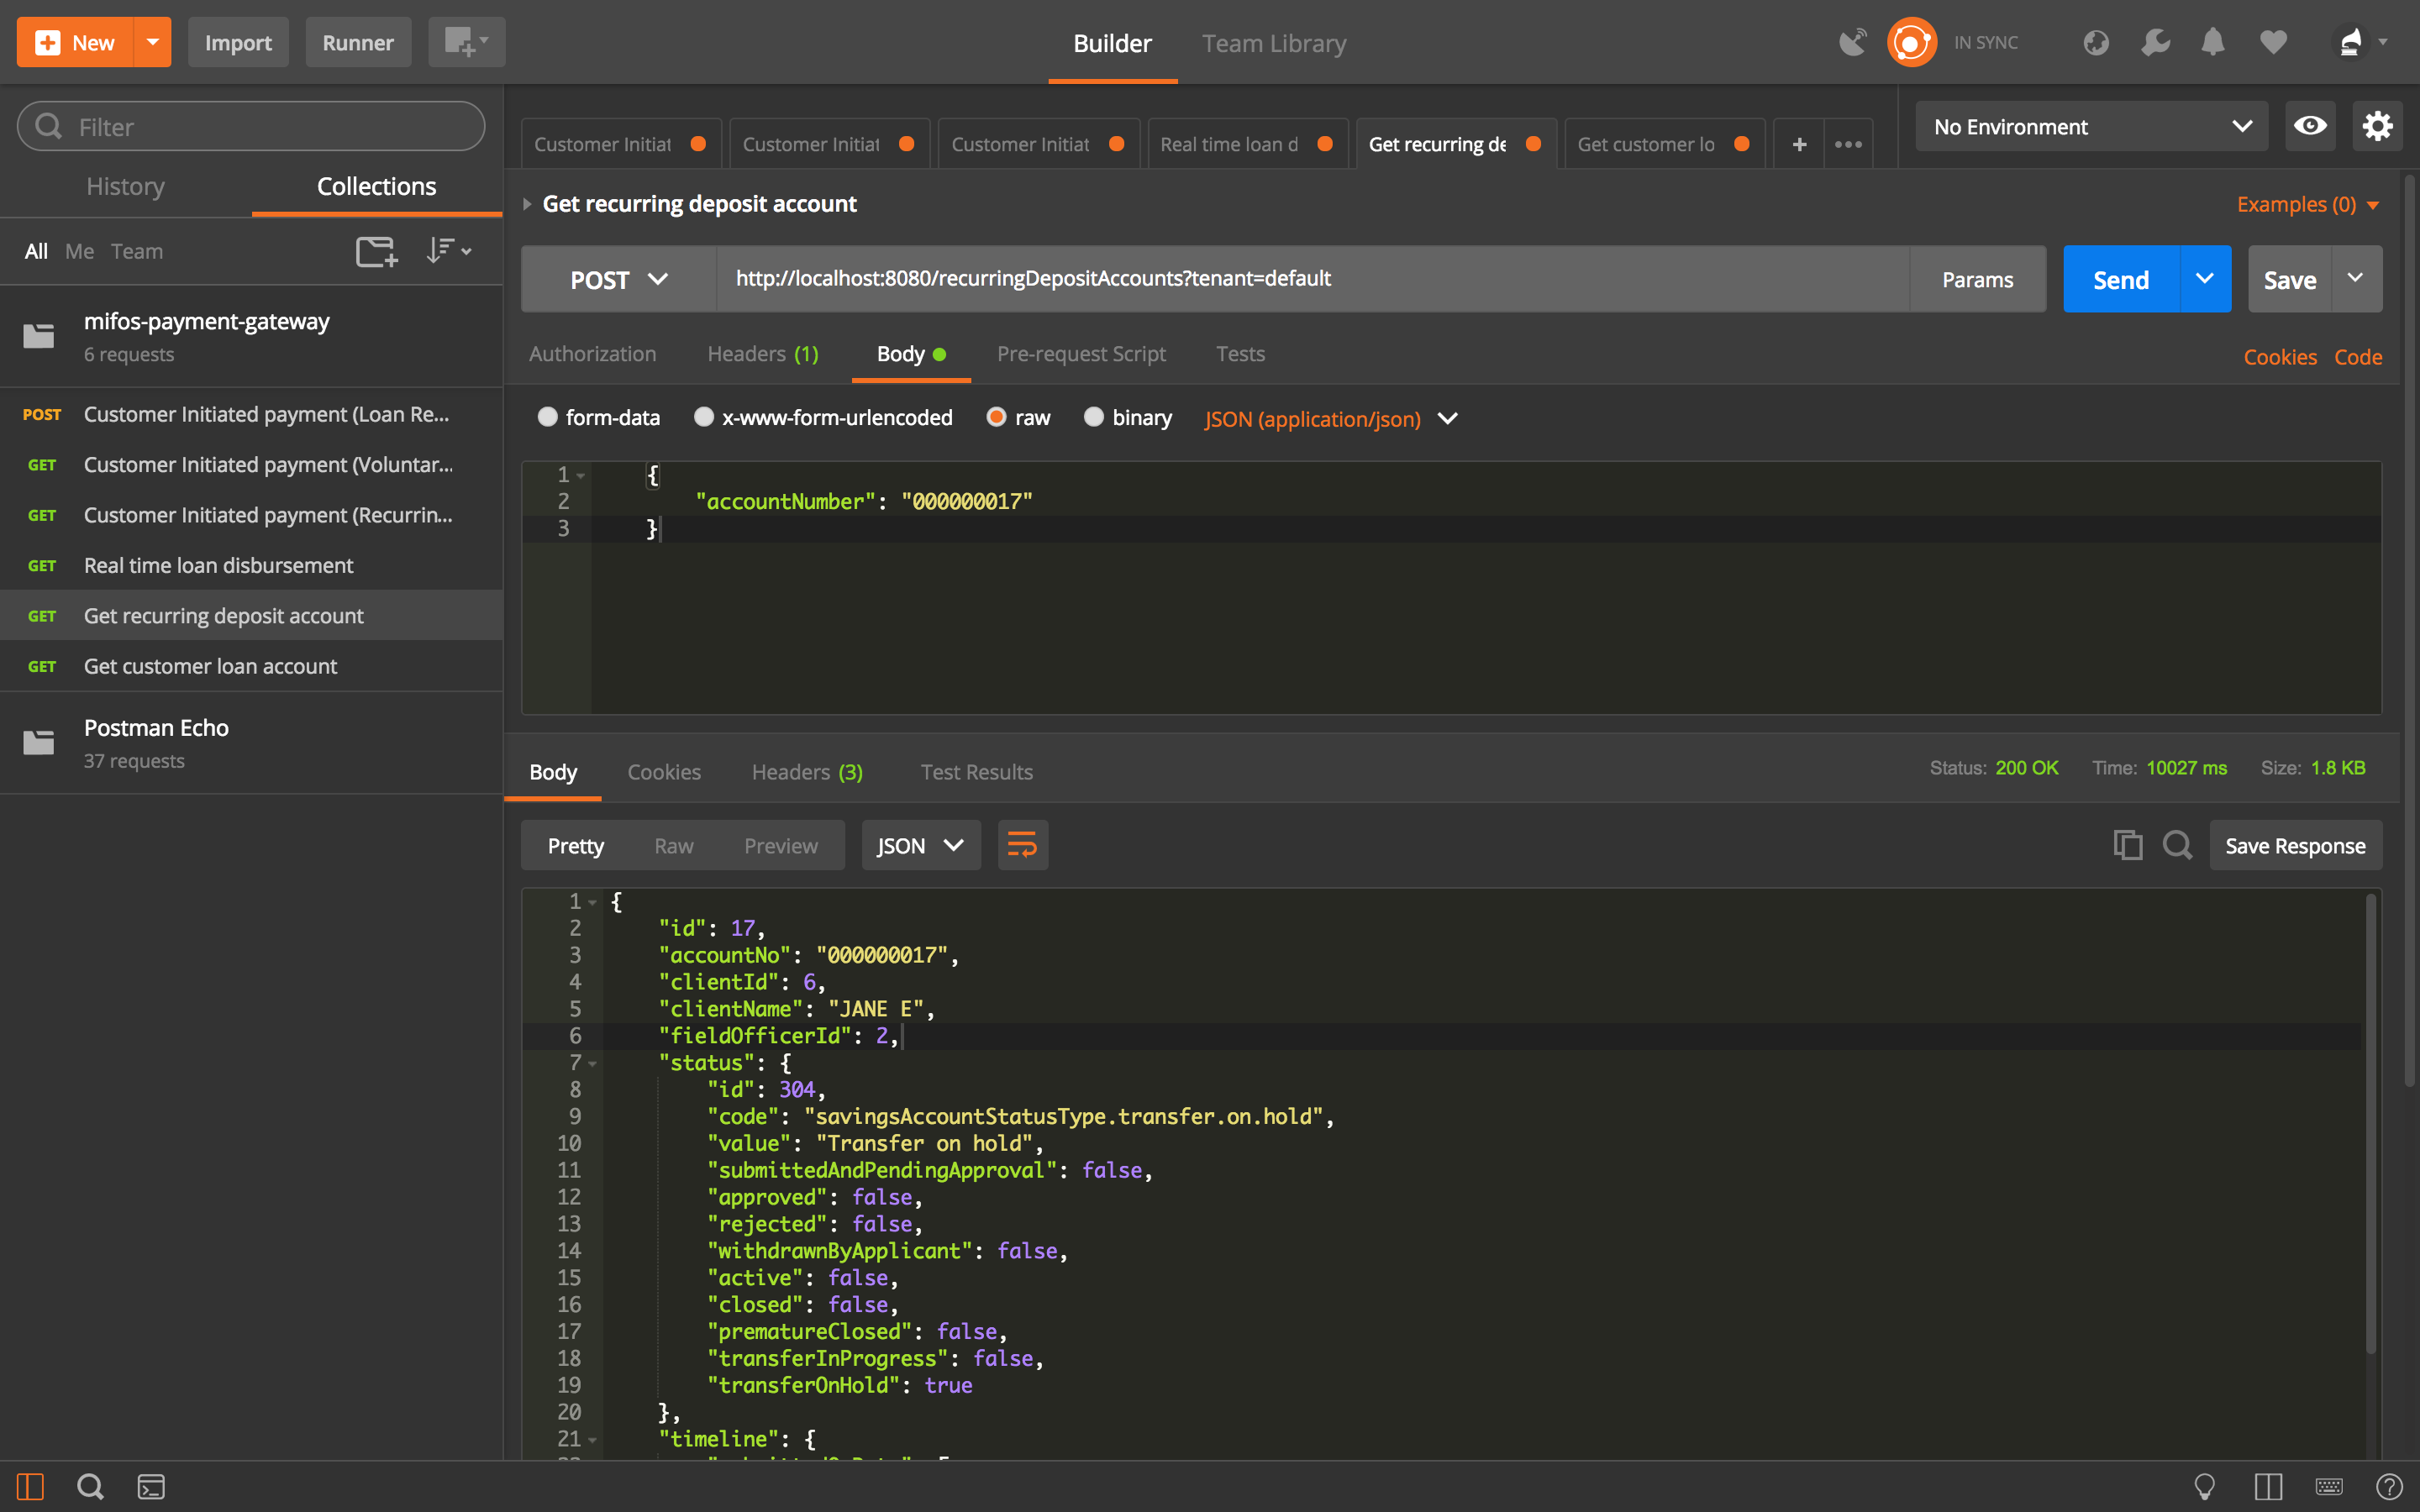 New
Import
Runner
Builder
Team Library
IN SYNC
Filter
History
Collections
All Me Team
mifos-payment-gateway
6 requests
POST Customer Initiated payment (Loan Re...
GET Customer Initiated payment (Voluntar...
GET Customer Initiated payment (Recurrin...
GET Real time loan disbursement
GET Get recurring deposit account
GET Get customer loan account
Postman Echo
37 requests
Customer Initiat
Customer Initiat
Customer Initiat
Real time loan d
Get recurring de
Get customer lo
No Environment
Get recurring deposit account
Examples (0)
POST
http://localhost:8080/recurringDepositAccounts?tenant=default
Params
Send
Save
Authorization
Headers (1)
Body
Pre-request Script
Tests
Cookies Code
form-data
x-www-form-urlencoded
raw
binary
JSON (application/json)
1 {
2 "accountNumber": "000000017"
3 }
Body
Cookies
Headers (3)
Test Results
Status: 200 OK
Time: 10027 ms
Size: 1.8 KB
Pretty
Raw
Preview
JSON
Save Response
1 {
2 "id": 17,
3 "accountNo": "000000017",
4 "clientId": 6,
5 "clientName": "JANE E",
6 "fieldOfficerId": 2,
7 "status": {
8 "id": 304,
9 "code": "savingsAccountStatusType.transfer.on.hold",
10 "value": "Transfer on hold",
11 "submittedAndPendingApproval": false,
12 "approved": false,
13 "rejected": false,
14 "withdrawnByApplicant": false,
15 "active": false,
16 "closed": false,
17 "prematureClosed": false,
18 "transferInProgress": false,
19 "transferOnHold": true
20 },
21 "timeline": {